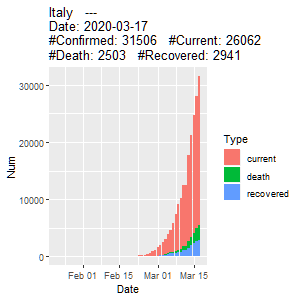 Italy   ---
Date: 2020-03-17
#Confirmed: 31506   #Current: 26062
#Death: 2503   #Recovered: 2941
30000
20000
10000
0
Num
Feb 01   Feb 15   Mar 01   Mar 15
Date
Type
current
death
recovered